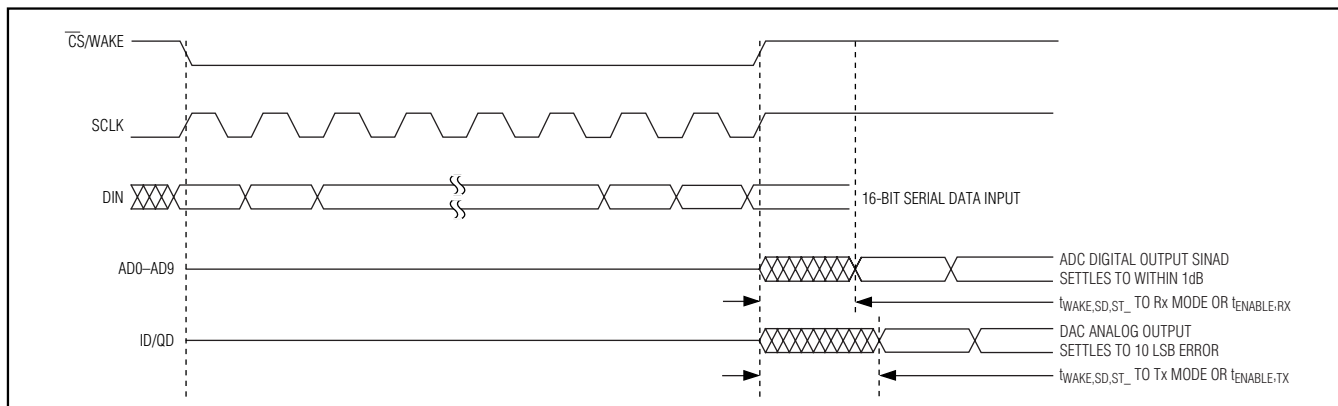 CS/WAKE
SCLK
DIN
16-BIT SERIAL DATA INPUT
AD0–AD9
ADC DIGITAL OUTPUT SINAD
SETTLES TO WITHIN 1dB
tWAKE,SD,ST_ TO Rx MODE OR tENABLE,RX
ID/QD
DAC ANALOG OUTPUT
SETTLES TO 10 LSB ERROR
tWAKE,SD,ST_ TO Tx MODE OR tENABLE,TX